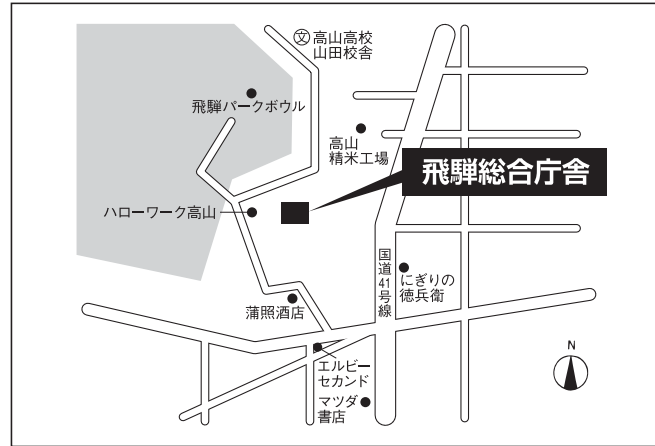 文 高山高校
山田校舎
飛騨パークボウル
高山
精米工場
飛騨総合庁舎
ハローワーク高山
国道41号線
にぎりの
徳兵衛
蒲照酒店
エルビー
セカンド
マツダ
書店
N